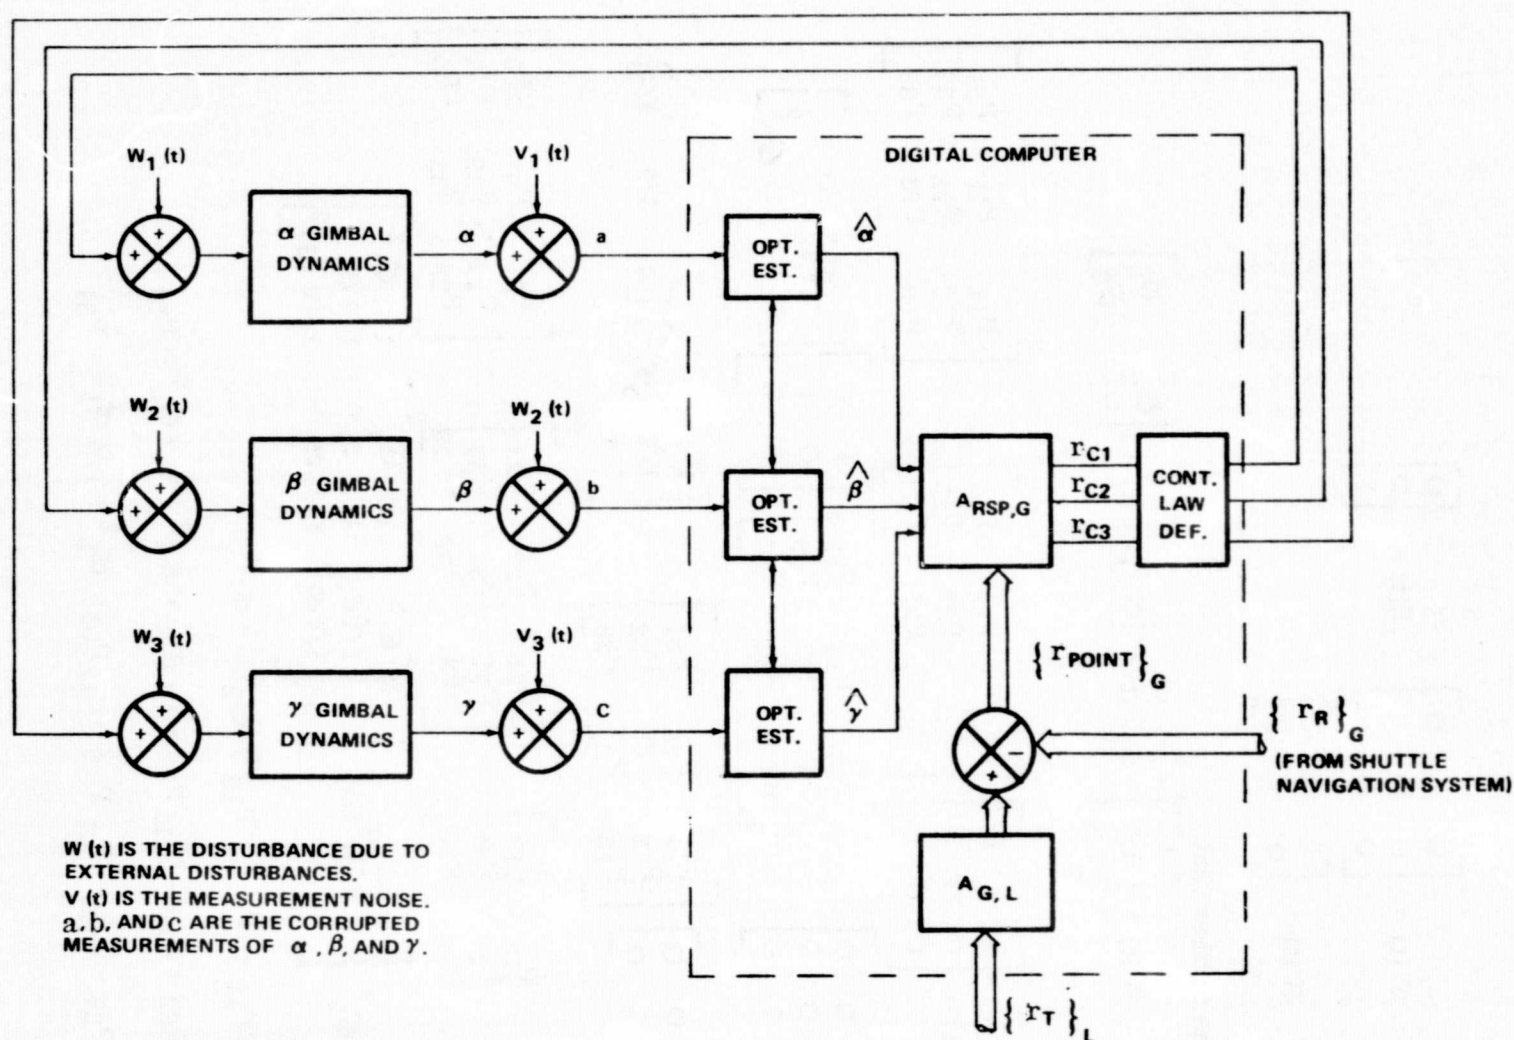 DIGITAL COMPUTER
W1 (t)
V1 (t)
+
+
α GIMBAL
DYNAMICS
α
+
+
a
OPT.
EST.
α̂
W2 (t)
W2 (t)
+
+
β GIMBAL
DYNAMICS
β
+
+
b
OPT.
EST.
β̂
ARSP,G
rC1
rC2
rC3
CONT.
LAW
DEF.
W3 (t)
V3 (t)
+
+
γ GIMBAL
DYNAMICS
γ
+
+
C
OPT.
EST.
γ̂
{ rPOINT }G
−
+
{ rR }G
(FROM SHUTTLE
NAVIGATION SYSTEM)
AG, L
{ rT }L
W (t) IS THE DISTURBANCE DUE TO
EXTERNAL DISTURBANCES.
V (t) IS THE MEASUREMENT NOISE.
a, b, AND c ARE THE CORRUPTED
MEASUREMENTS OF α , β, AND γ.